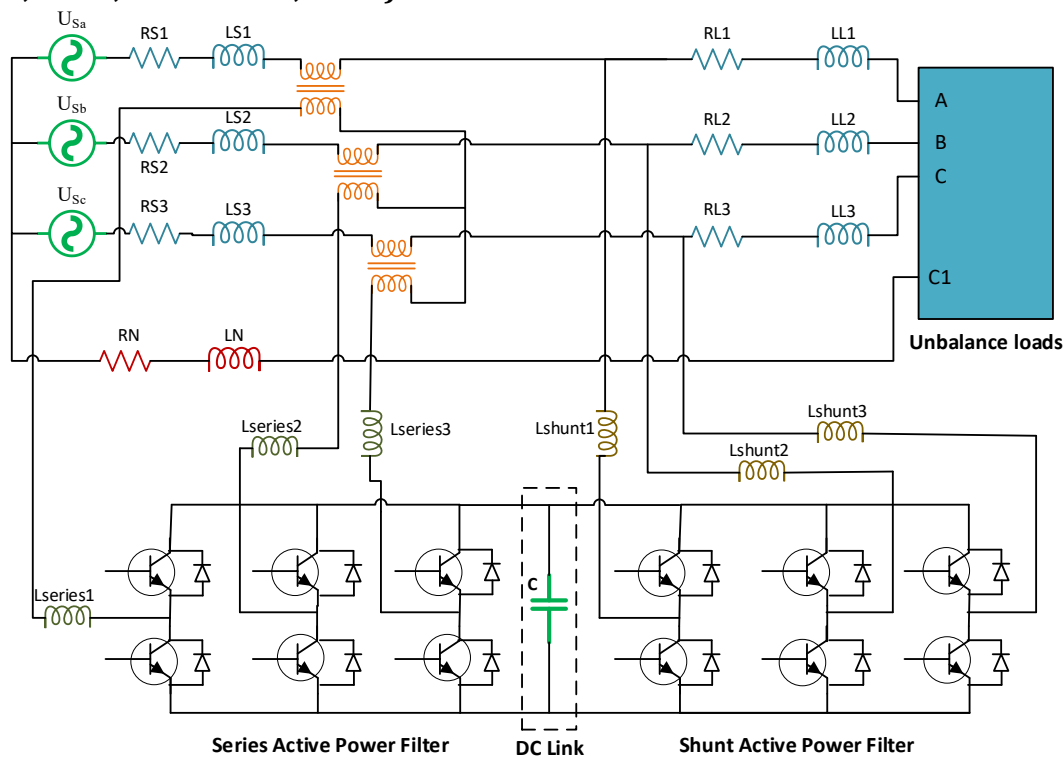 U_Sa
RS1
LS1
RL1
LL1
A
U_Sb
RS2
LS2
RL2
LL2
B
C
U_Sc
RS3
LS3
RL3
LL3
C1
RN
LN
Unbalance loads
Lseries2
Lseries3
Lshunt1
Lshunt3
Lshunt2
Lseries1
C
Series Active Power Filter
DC Link
Shunt Active Power Filter